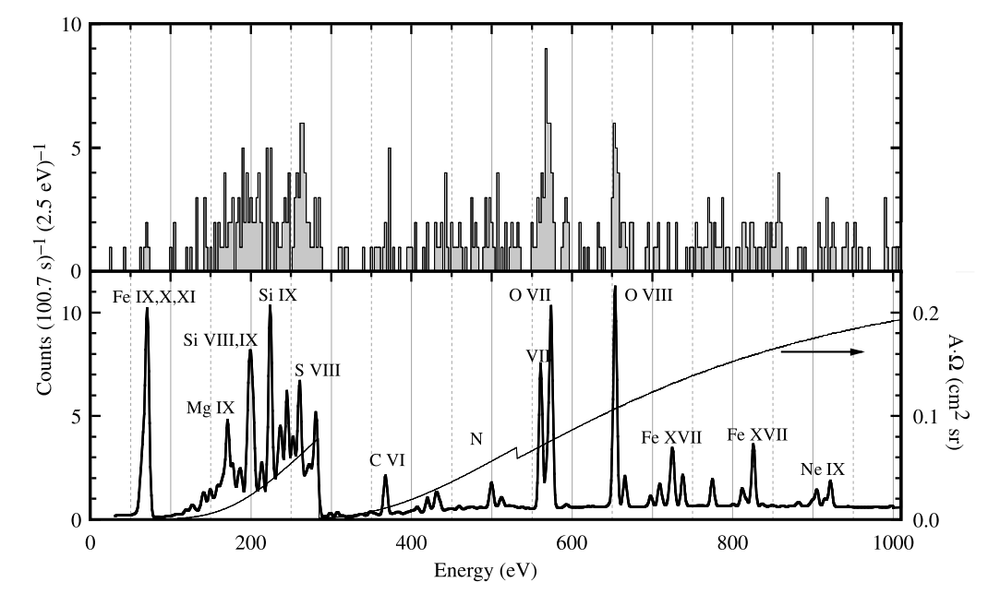 10
5
0
Counts (100.7 s)⁻¹ (2.5 eV)⁻¹
Fe IX,X,XI
Si IX
O VII
O VIII
Si VIII,IX
VII
S VIII
Mg IX
N
Fe XVII
Fe XVII
C VI
Ne IX
10
5
0
0.2
0.1
0.0
A·Ω (cm² sr)
0
200
400
600
800
1000
Energy (eV)